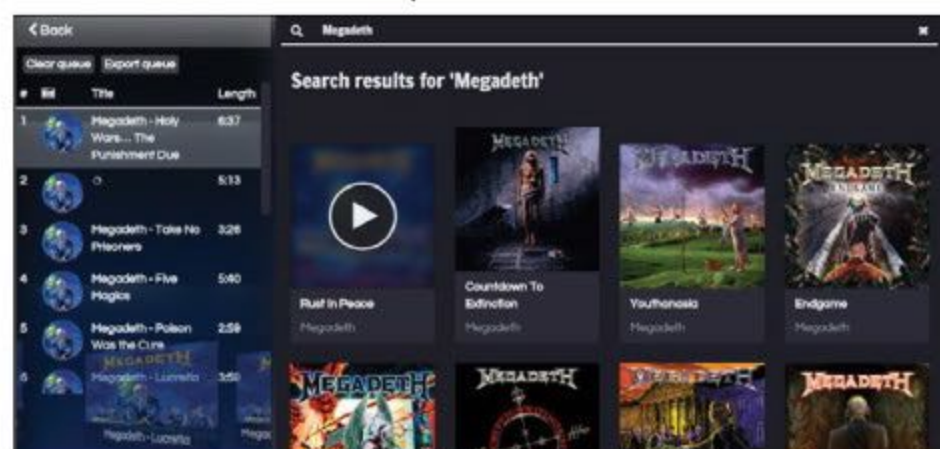 Back
Megadeth
Clear queue Export queue
# Title Length
1 Megadeth - Holy 6:37
Wars... The
Punishment Due
2 5:13
3 Megadeth - Take No 3:26
Prisoners
4 Megadeth - Five 5:40
Magics
5 Megadeth - Poison 2:59
Was the Cure
6 Megadeth - Lucretia 3:58
MEGADETH
Megadeth - Lucretia
Megad
Search results for 'Megadeth'
MEGADETH
MEGADETH
MEGADETH
ENDGAME
Rust In Peace
Megadeth
Countdown To
Extinction
Megadeth
Youthanasia
Megadeth
Endgame
Megadeth
MEGADETH
MEGADETH
MEGADETH
MEGADETH